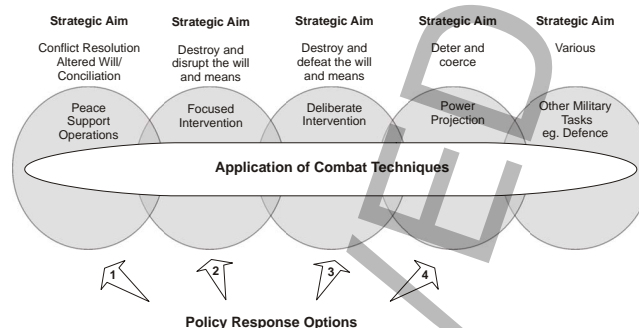 Strategic Aim
Conflict Resolution
Altered Will/
Conciliation
Peace
Support
Operations
Strategic Aim
Destroy and
disrupt the will
and means
Focused
Intervention
Strategic Aim
Destroy and
defeat the will
and means
Deliberate
Intervention
Strategic Aim
Deter and
coerce
Power
Projection
Strategic Aim
Various
Other Military
Tasks
eg. Defence
Application of Combat Techniques
1
2
3
4
Policy Response Options